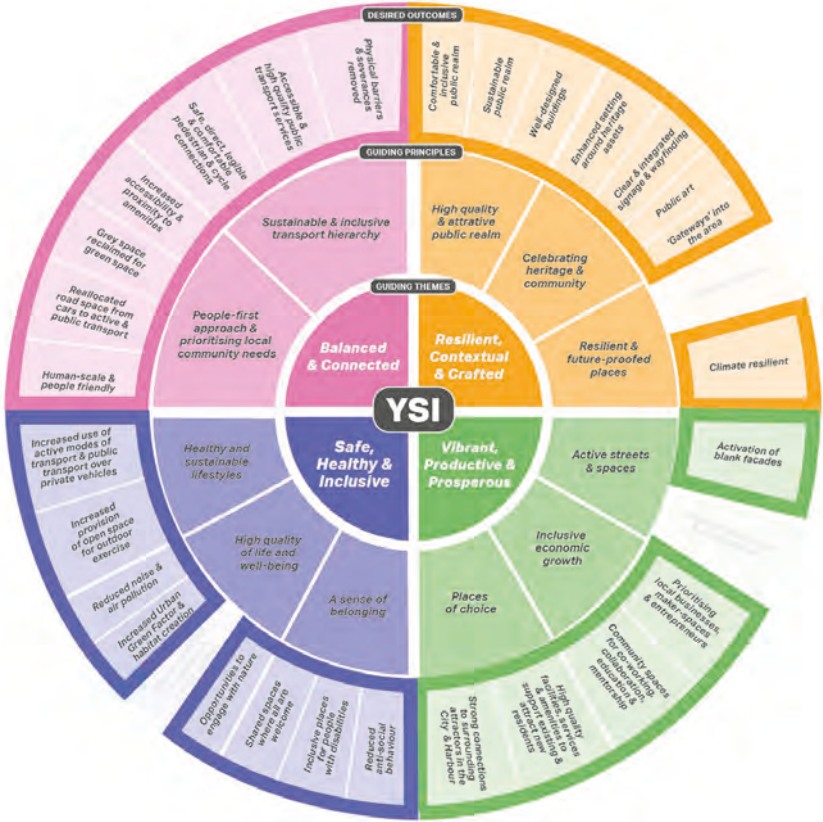 DESIRED OUTCOMES
Physical barriers
& severances
removed
Accessible &
high quality public
transport services
Safe, direct, legible
& comfortable
pedestrian & cycle
connections
Increased
accessibility &
proximity to
amenities
Grey space
reclaimed for
green space
Reallocated
road space from
cars to active &
public transport
Human-scale &
people friendly
Comfortable &
inclusive
public realm
Sustainable
public realm
Well-designed
buildings
Enhanced setting
around heritage
assets
Clear & integrated
signage & wayfinding
Public art
'Gateways' into
the area
Climate resilient
GUIDING PRINCIPLES
Sustainable & inclusive
transport hierarchy
People-first
approach &
prioritising local
community needs
High quality
& attrative
public realm
Celebrating
heritage &
community
Resilient &
future-proofed
places
GUIDING THEMES
Balanced
& Connected
Resilient,
Contextual
& Crafted
YSI
Safe,
Healthy &
Inclusive
Vibrant,
Productive &
Prosperous
Healthy and
sustainable
lifestyles
High quality
of life and
well-being
A sense of
belonging
Active streets
& spaces
Inclusive
economic
growth
Places
of choice
Increased use of
active modes of
transport & public
transport over
private vehicles
Increased
provision
of open space
for outdoor
exercise
Reduced noise &
air pollution
Increased Urban
Green Factor &
habitat creation
Opportunities to
engage with nature
Shared spaces
where all are
welcome
Inclusive places
for people
with disabilities
Reduced
anti-social
behaviour
Strong connections
to surrounding
attractors in the
City & Harbour
High quality
facilities, services
& amenities to
support existing &
attract new
residents
Community spaces
for co-working,
collaboration,
education &
mentorship
Prioritising
local businesses,
maker-spaces
& entrepreneurs
Activation of
blank facades